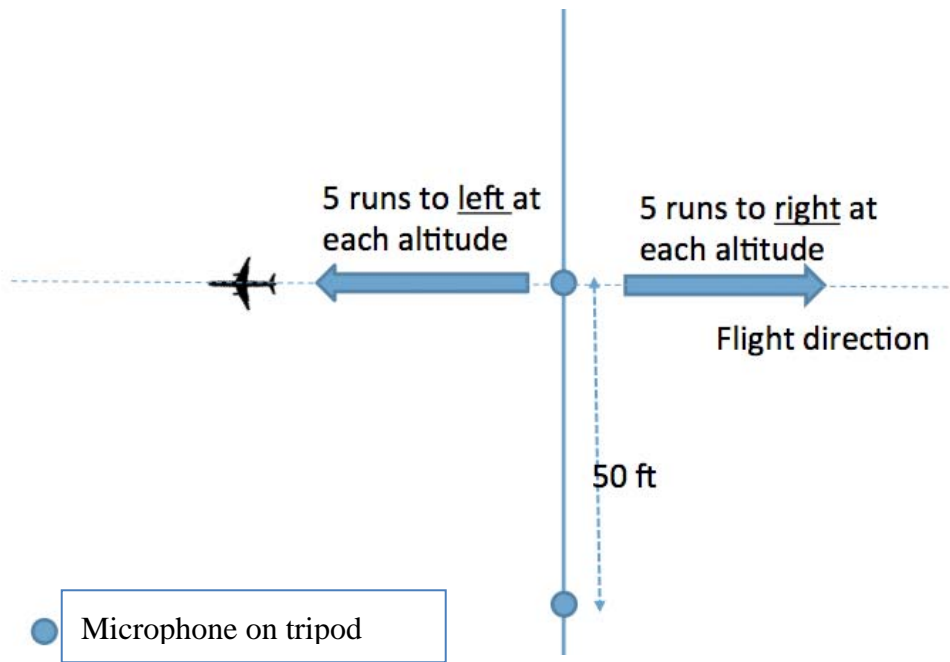 5 runs to left at
each altitude
5 runs to right at
each altitude
Flight direction
50 ft
Microphone on tripod